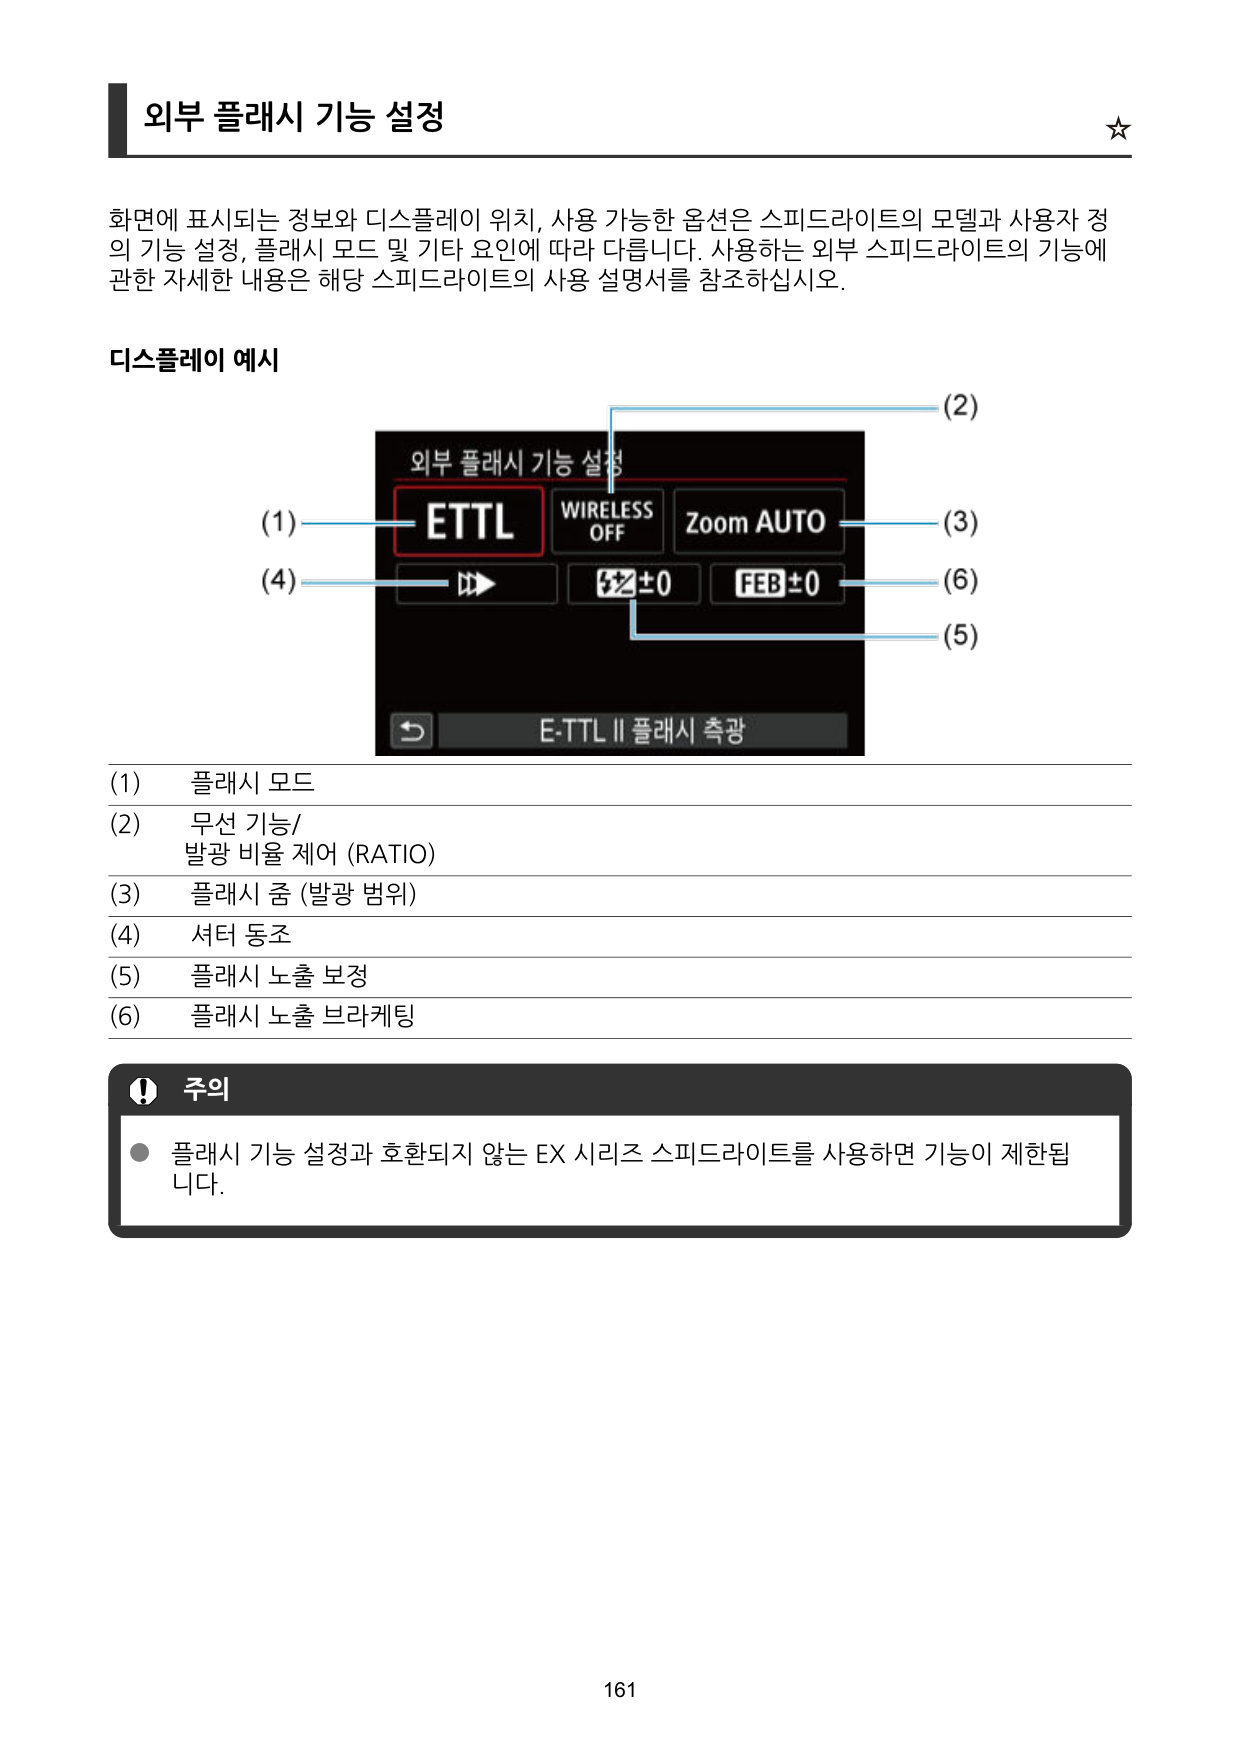 외부 플래시 기능 설정
☆
화면에 표시되는 정보와 디스플레이 위치, 사용 가능한 옵션은 스피드라이트의 모델과 사용자 정
의 기능 설정, 플래시 모드 및 기타 요인에 따라 다릅니다. 사용하는 외부 스피드라이트의 기능에
관한 자세한 내용은 해당 스피드라이트의 사용 설명서를 참조하십시오.
디스플레이 예시
(2)
외부 플래시 기능 설정
(1)
ETTL
WIRELESS
OFF
Zoom AUTO
(3)
(4)
±0
FEB±0
(6)
(5)
E-TTL II 플래시 측광
(1) 플래시 모드
(2) 무선 기능/
발광 비율 제어 (RATIO)
(3) 플래시 줌 (발광 범위)
(4) 셔터 동조
(5) 플래시 노출 보정
(6) 플래시 노출 브라케팅
주의
● 플래시 기능 설정과 호환되지 않는 EX 시리즈 스피드라이트를 사용하면 기능이 제한됩
니다.
161